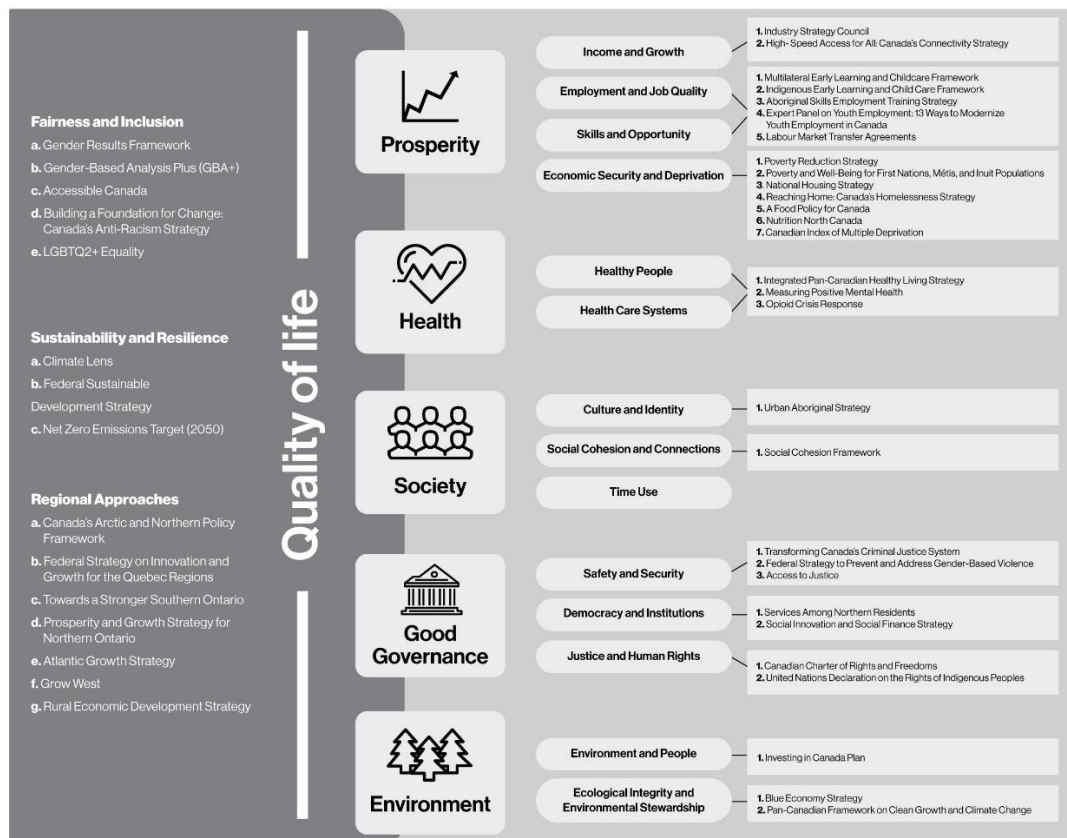 Fairness and Inclusion
a. Gender Results Framework
b. Gender-Based Analysis Plus (GBA+)
c. Accessible Canada
d. Building a Foundation for Change:
Canada's Anti-Racism Strategy
e. LGBTQ2+ Equality
Sustainability and Resilience
a. Climate Lens
b. Federal Sustainable
Development Strategy
c. Net Zero Emissions Target (2050)
Regional Approaches
a. Canada's Arctic and Northern Policy
Framework
b. Federal Strategy on Innovation and
Growth for the Quebec Regions
c. Towards a Stronger Southern Ontario
d. Prosperity and Growth Strategy for
Northern Ontario
e. Atlantic Growth Strategy
f. Grow West
g. Rural Economic Development Strategy
Quality of life
Prosperity
Income and Growth
1. Industry Strategy Council
2. High- Speed Access for All: Canada's Connectivity Strategy
Employment and Job Quality
Skills and Opportunity
1. Multilateral Early Learning and Childcare Framework
2. Indigenous Early Learning and Child Care Framework
3. Aboriginal Skills Employment Training Strategy
4. Expert Panel on Youth Employment: 13 Ways to Modernize
Youth Employment in Canada
5. Labour Market Transfer Agreements
Economic Security and Deprivation
1. Poverty Reduction Strategy
2. Poverty and Well-Being for First Nations, Métis, and Inuit Populations
3. National Housing Strategy
4. Reaching Home: Canada's Homelessness Strategy
5. A Food Policy for Canada
6. Nutrition North Canada
7. Canadian Index of Multiple Deprivation
Health
Healthy People
Health Care Systems
1. Integrated Pan-Canadian Healthy Living Strategy
2. Measuring Positive Mental Health
3. Opioid Crisis Response
Society
Culture and Identity
1. Urban Aboriginal Strategy
Social Cohesion and Connections
1. Social Cohesion Framework
Time Use
Good
Governance
Safety and Security
1. Transforming Canada's Criminal Justice System
2. Federal Strategy to Prevent and Address Gender-Based Violence
3. Access to Justice
Democracy and Institutions
1. Services Among Northern Residents
2. Social Innovation and Social Finance Strategy
Justice and Human Rights
1. Canadian Charter of Rights and Freedoms
2. United Nations Declaration on the Rights of Indigenous Peoples
Environment
Environment and People
1. Investing in Canada Plan
Ecological Integrity and
Environmental Stewardship
1. Blue Economy Strategy
2. Pan-Canadian Framework on Clean Growth and Climate Change